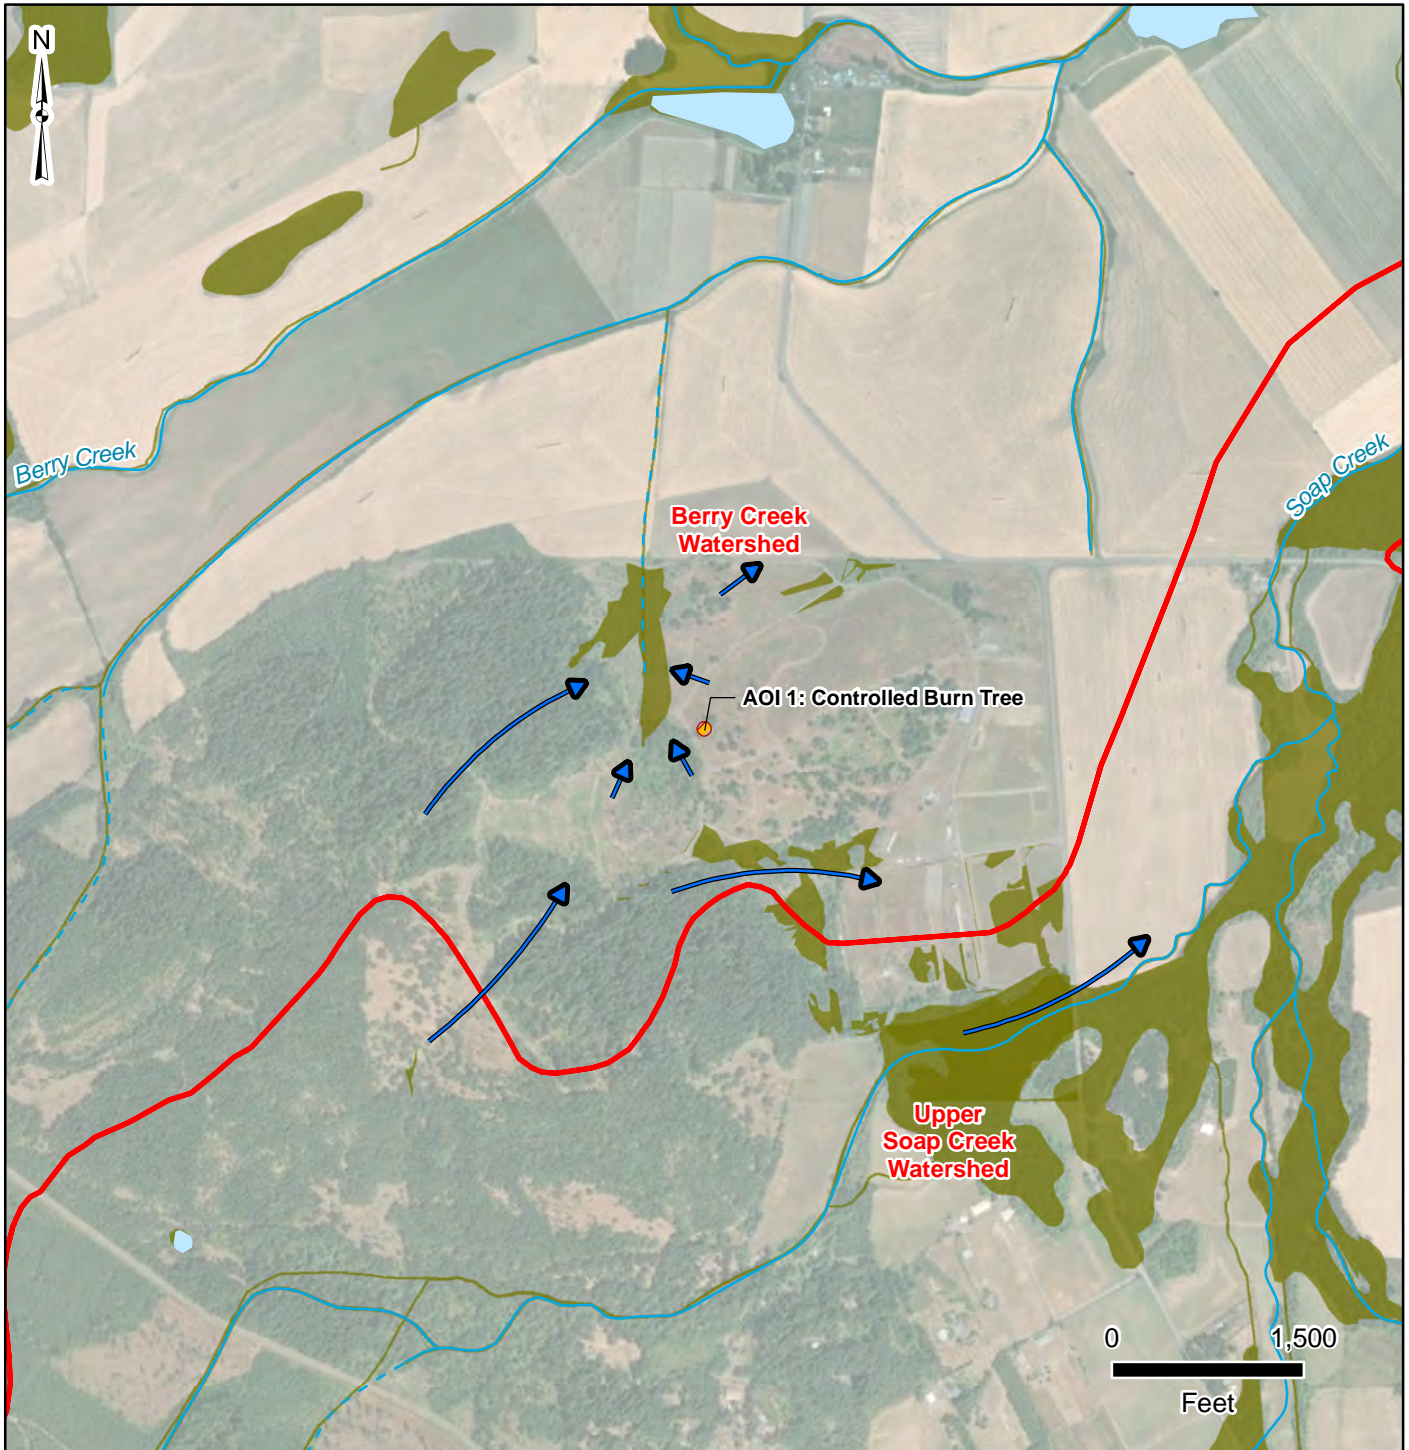 N
Berry Creek
Soap Creek
Berry Creek
Watershed
AOI 1: Controlled Burn Tree
Upper
Soap Creek
Watershed
0 1,500
Feet